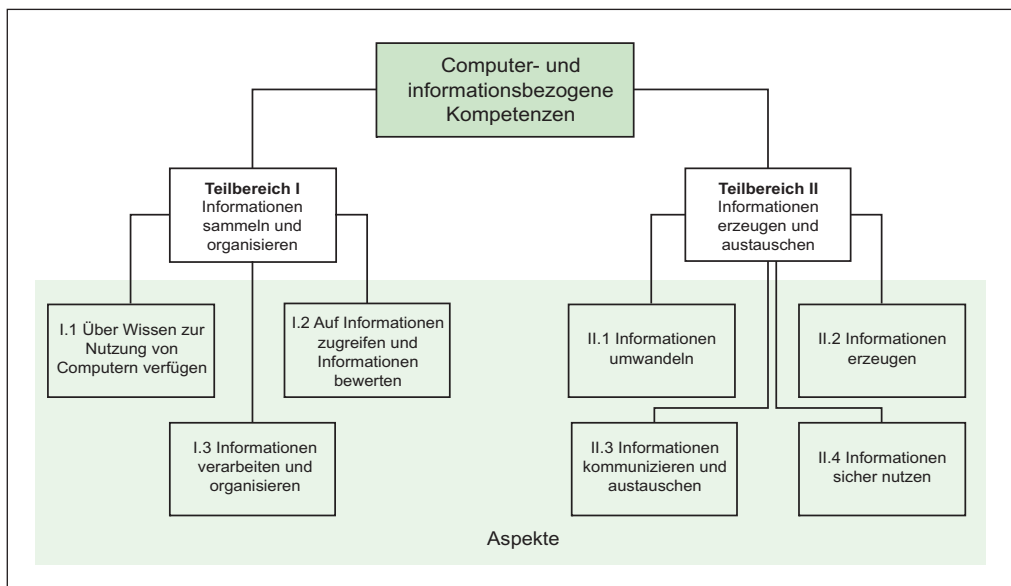 Computer- und
informationsbezogene
Kompetenzen
Teilbereich I
Informationen
sammeln und
organisieren
Teilbereich II
Informationen
erzeugen und
austauschen
I.1 Über Wissen zur
Nutzung von
Computern verfügen
I.2 Auf Informationen
zugreifen und
Informationen
bewerten
II.1 Informationen
umwandeln
II.2 Informationen
erzeugen
I.3 Informationen
verarbeiten und
organisieren
II.3 Informationen
kommunizieren und
austauschen
II.4 Informationen
sicher nutzen
Aspekte